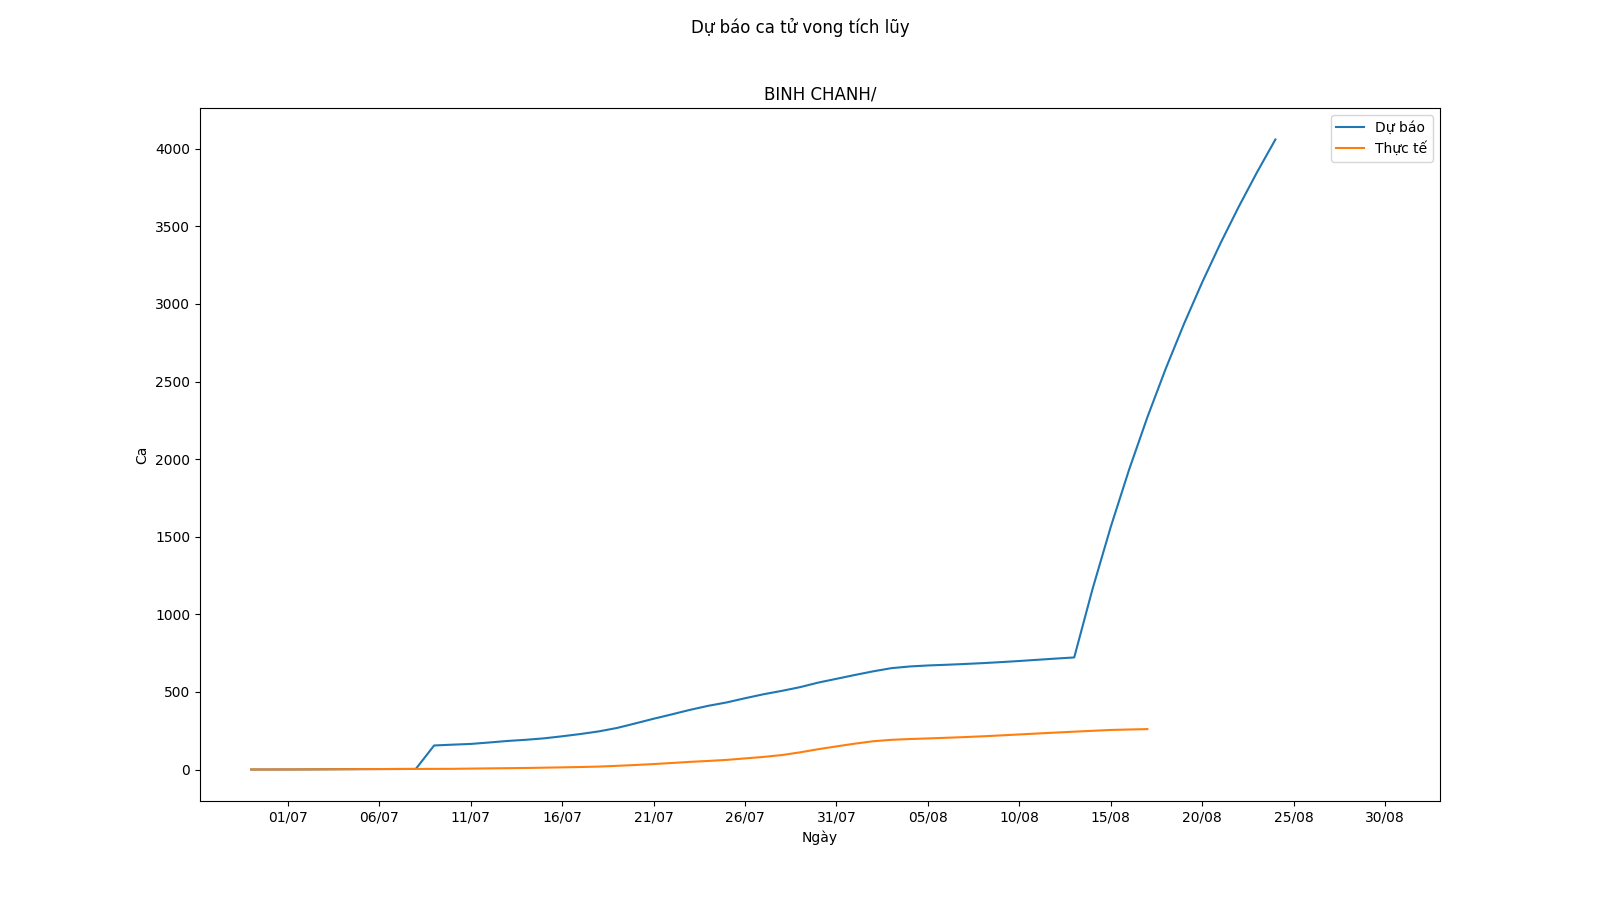 Dự báo ca tử vong tích lũy
BINH CHANH/
Dự báo
Thực tế
4000
3500
3000
2500
2000
1500
1000
500
0
Ca
01/07 06/07 11/07 16/07 21/07 26/07 31/07 05/08 10/08 15/08 20/08 25/08 30/08
Ngày